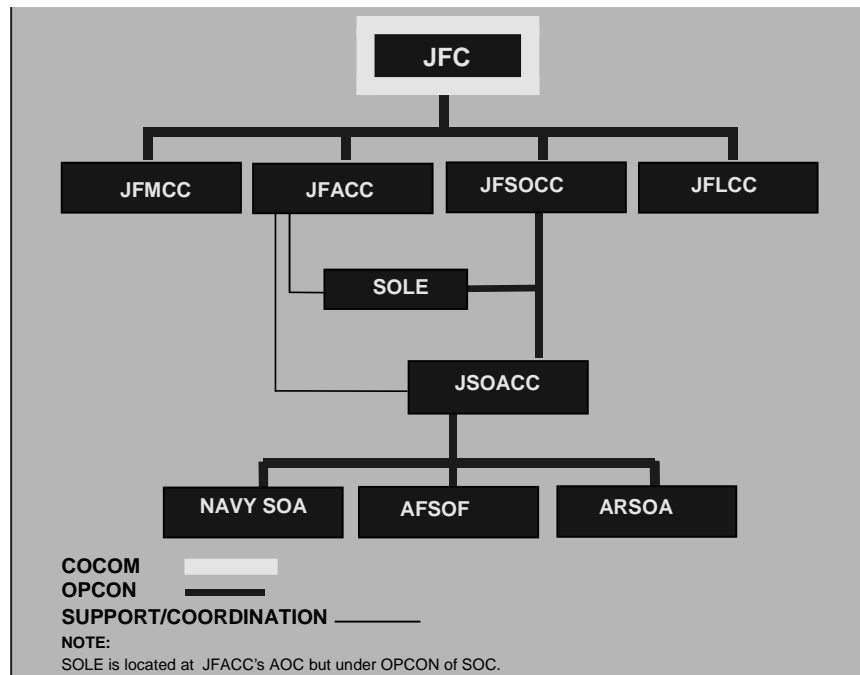 JFC
JFMCC
JFACC
JFSOCC
JFLCC
SOLE
JSOACC
NAVY SOA
AFSOF
ARSOA
COCOM
OPCON
SUPPORT/COORDINATION
NOTE:
SOLE is located at JFACC's AOC but under OPCON of SOC.